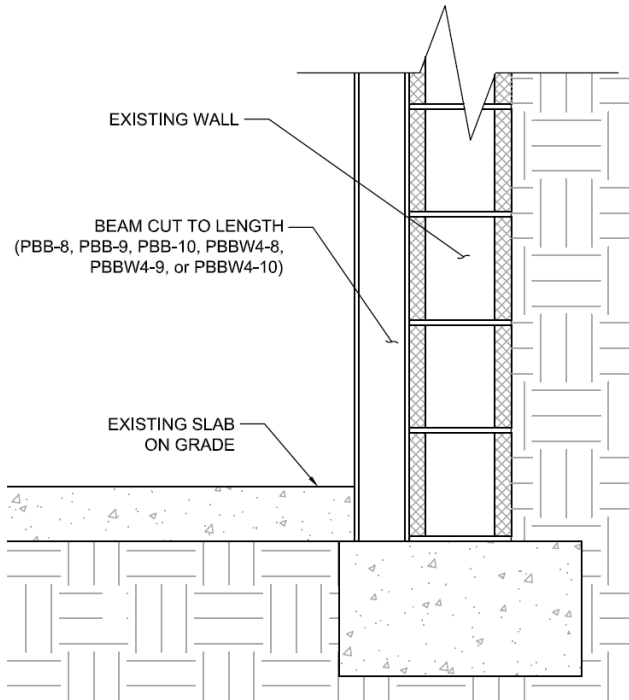 EXISTING WALL
BEAM CUT TO LENGTH
(PBB-8, PBB-9, PBB-10, PBBW4-8,
PBBW4-9, or PBBW4-10)
EXISTING SLAB
ON GRADE